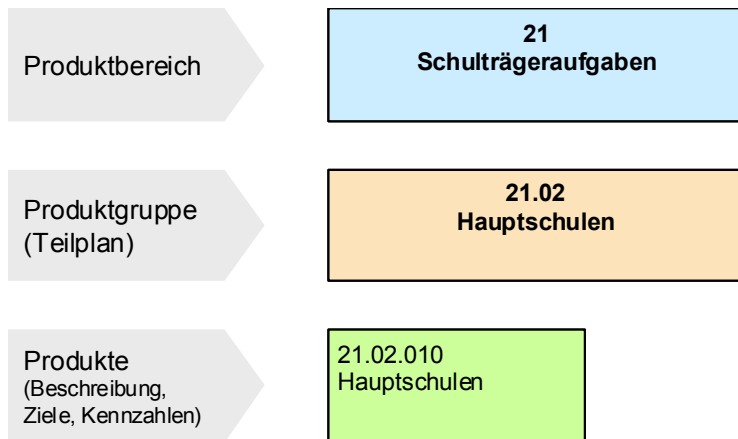 Produktbereich
21
Schulträgeraufgaben
Produktgruppe
(Teilplan)
21.02
Hauptschulen
Produkte
(Beschreibung,
Ziele, Kennzahlen)
21.02.010
Hauptschulen